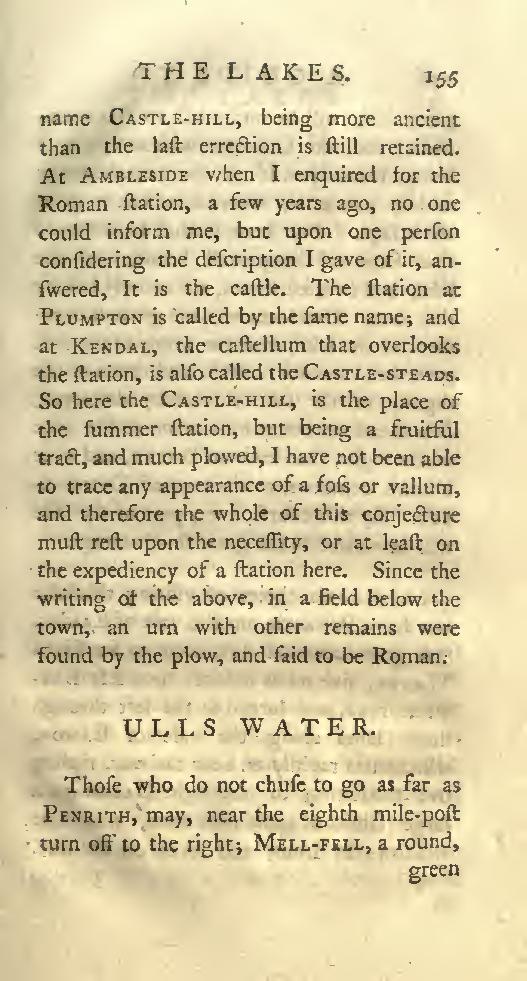 THE LAKES. 155
name CASTLE-HILL, being more ancient
than the laſt errection is ſtill retained.
At AMBLESIDE when I enquired for the
Roman ſtation, a few years ago, no one
could inform me, but upon one perſon
conſidering the deſcription I gave of it, an-
ſwered, It is the caſtle. The ſtation at
PLUMPTON is called by the ſame name; and
at KENDAL, the caſtellum that overlooks
the ſtation, is alſo called the CASTLE-STEADS.
So here the CASTLE-HILL, is the place of
the ſummer ſtation, but being a fruitful
tract, and much plowed, I have not been able
to trace any appearance of a foſs or vallum,
and therefore the whole of this conjecture
muſt reſt upon the neceſſity, or at leaſt on
the expediency of a ſtation here. Since the
writing of the above, in a field below the
town, an urn with other remains were
found by the plow, and ſaid to be Roman.
ULLS WATER.
Thoſe who do not chuſe to go as far as
PENRITH, may, near the eighth mile-poſt
turn off to the right; MELL-FELL, a round,
green